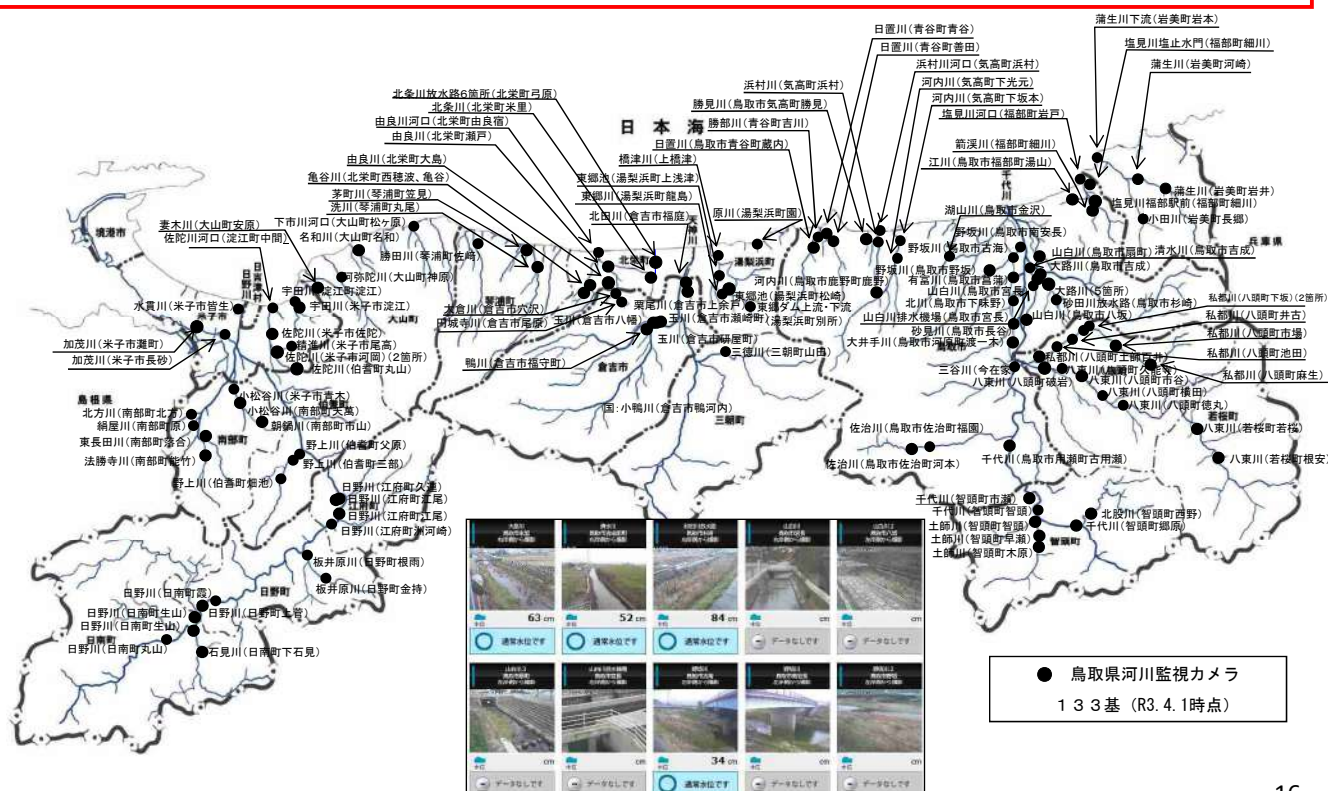 蒲生川下流(岩美町岩本)
日置川(青谷町青谷)
塩見川塩止水門(福部町細川)
日置川(青谷町善田)
蒲生川(岩美町河崎)
浜村川河口(気高町浜村)
浜村川(気高町浜村)
河内川(気高町下光元)
北条川放水路6箇所(北栄町弓原)
勝見川(鳥取市気高町勝見)
河内川(気高町下坂本)
北条川(北栄町米里)
塩見川河口(福部町岩戸)
由良川河口(北栄町由良宿)
日本海
勝部川(青谷町吉川)
由良川(北栄町瀬戸)
日置川(鳥取市青谷町蔵内)
箭渓川(福部町細川)
橋津川(上橋津)
江川(鳥取市福部町湯山)
由良川(北栄町大島)
亀谷川(北栄町西穂波、亀谷)
東郷池(湯梨浜町上浅津)
千代川
茅町川(琴浦町笠見)
東郷川(湯梨浜町龍島)
蒲生川(岩美町岩井)
洗川(琴浦町丸尾)
塩見川福部駅前(福部町細川)
北田川(倉吉市福庭)
原川(湯梨浜町園)
湖山川(鳥取市金沢)
小田川(岩美町長郷)
妻木川(大山町安原)
下市川河口(大山町松ヶ原)
天神川
野坂川(鳥取市南安長)
境港市
佐陀川河口(淀江町中間)
名和川(大山町名和)
兵庫県
野坂川(鳥取市古海)
山白川(鳥取市扇町)
清水川(鳥取市吉成)
勝田川(琴浦町佐崎)
北栄町
湯梨浜町
野坂川(鳥取市野坂)
大路川(鳥取市吉成)
日吉津村
日野川
阿弥陀川(大山町神原)
河内川(鳥取市鹿野町鹿野)
有富川(鳥取市菖蒲)
水貫川(米子市皆生)
宇田川(淀江町淀江)
山白川(鳥取市宮長)
大路川(5箇所)
私都川(八頭町下坂)(2箇所)
宇田川(米子市淀江)
琴浦町
栗尾川(倉吉市上余戸)
東郷池(湯梨浜町松崎)
北川(鳥取市下味野)
砂田放水路(鳥取市杉崎)
米子市
大山町
東郷ダム上流・下流
(湯梨浜町別所)
私都川(八頭町井古)
円城寺川(倉吉市尾原)
玉川(倉吉市八幡)
玉川(倉吉市瀬崎町)
山白川排水機場(鳥取市宮長)
山白川(鳥取市八坂)
佐陀川(米子市佐陀)
砂見川(鳥取市長谷)
私都川(八頭町市場)
加茂川(米子市灘町)
精進川(米子市尾高)
玉川(倉吉市研屋町)
大井手川(鳥取市河原町渡一木)
鳥取市
加茂川(米子市長砂)
佐陀川(米子市河岡)(2箇所)
三徳川(三朝町山田)
私都川(八頭町池田)
佐陀川(伯耆町丸山)
鴨川(倉吉市福守町)
倉吉市
三谷川(今在家)
私都川(八頭町麻生)
八東川(八頭町破岩)
八東川(八頭町市谷)
小松谷川(米子市青木)
八東川(八頭町横田)
島根県
小松谷川(南部町天萬)
国:小鴨川(倉吉市鴨河内)
八東川(八頭町徳丸)
北方川(南部町北方)
若桜町
絹屋川(南部町原)
朝鍋川(南部町市山)
三朝町
東長田川(南部町落合)
南部町
佐治川(鳥取市佐治町福園)
八東川(若桜町若桜)
野上川(伯耆町父原)
法勝寺川(南部町能竹)
野上川(伯耆町三部)
佐治川(鳥取市佐治町河本)
千代川(鳥取市用瀬町古用瀬)
八東川(若桜町根安)
野上川(伯耆町畑池)
日野川(江府町久連)
日野川(江府町江尾)
江府町
日野川(江府町江尾)
日野川(江府町洲河崎)
千代川(智頭町市瀬)
千代川(智頭町智頭)
北股川(智頭町西野)
土師川(智頭町智頭)
千代川(智頭町郷原)
土師川(智頭町早瀬)
智頭町
土師川(智頭町木原)
板井原川(日野町根雨)
板井原川(日野町金持)
日野川(日南町霞)
日野町
日野川(日南町生山)
日野川(日野町上菅)
日野川(日南町生山)
日南町
日野川(日南町丸山)
石見川(日南町下石見)
水位 63 cm
水位 52 cm
水位 84 cm
水位 cm
水位 cm
通常水位です
通常水位です
通常水位です
データなしです
データなしです
水位 cm
水位 cm
水位 34 cm
水位 cm
水位 cm
データなしです
データなしです
通常水位です
データなしです
データなしです
● 鳥取県河川監視カメラ
133基(R3.4.1時点)
16